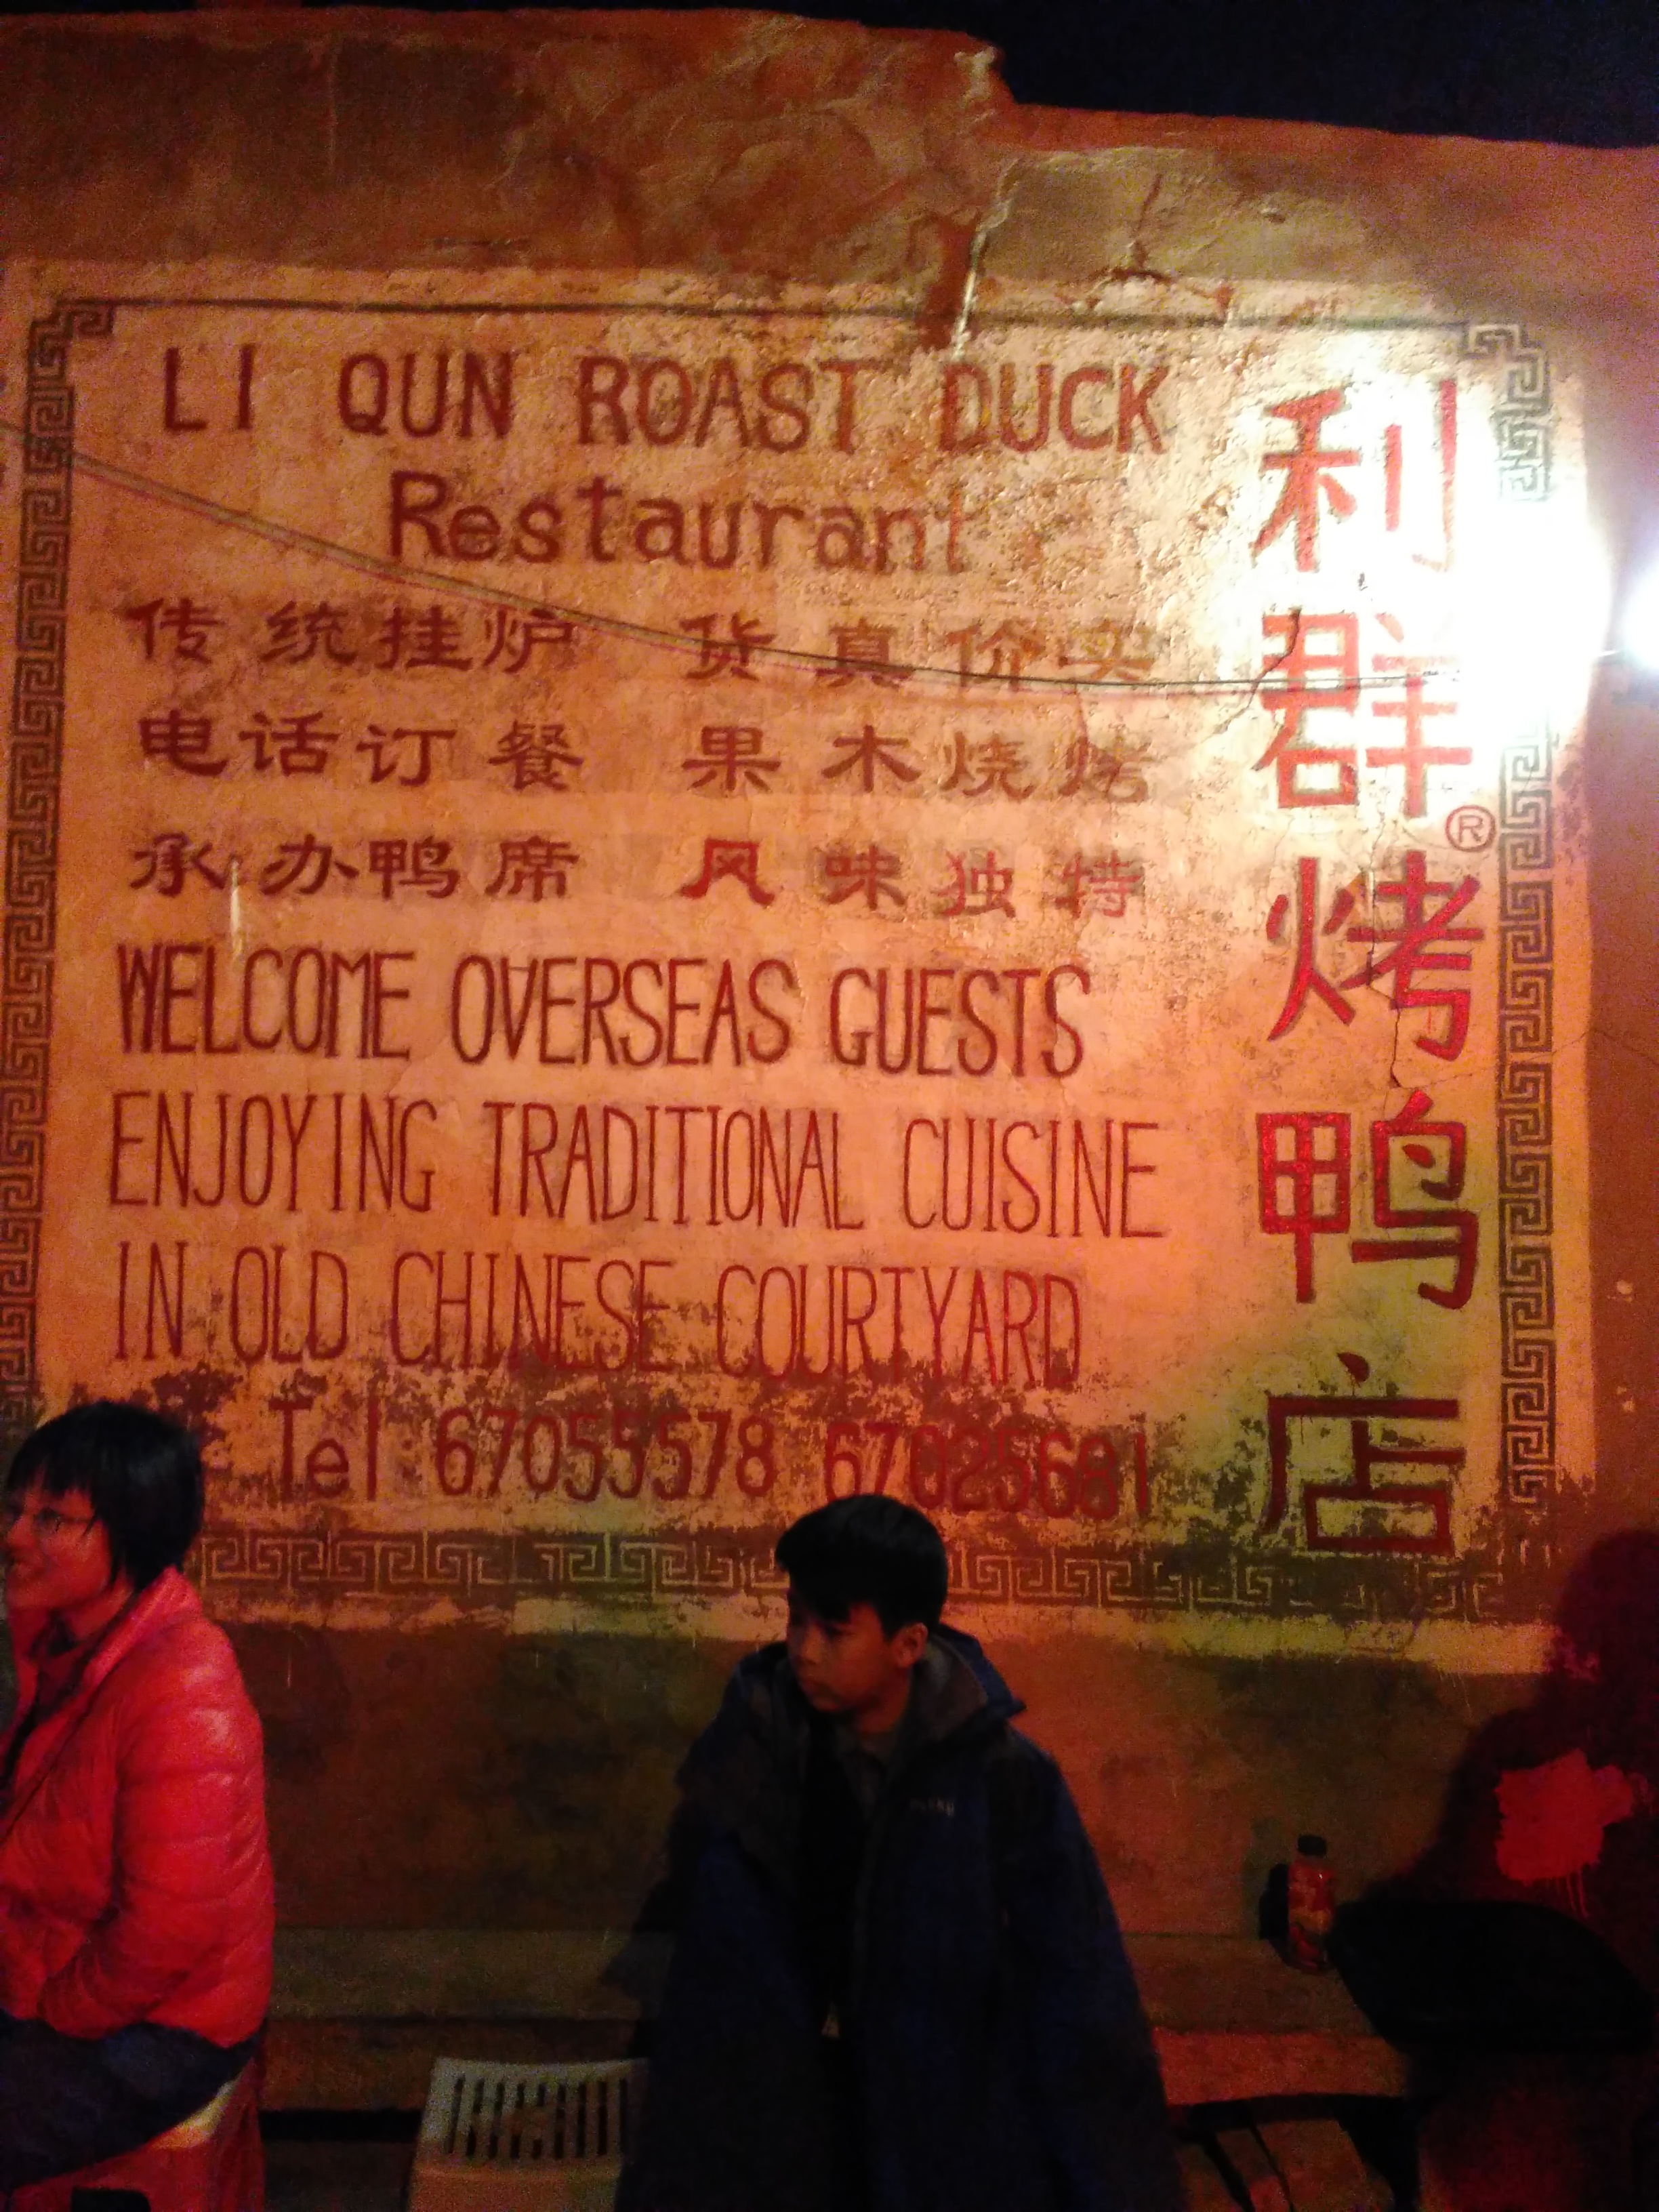 LI QUN ROAST DUCK
Restaurant
传统挂炉 货真价实
电话订餐 果木烧烤
承办鸭席 风味独特
WELCOME OVERSEAS GUESTS
ENJOYING TRADITIONAL CUISINE
IN OLD CHINESE COURTYARD
Tel 67055578 67025681
利群烤鸭店
®